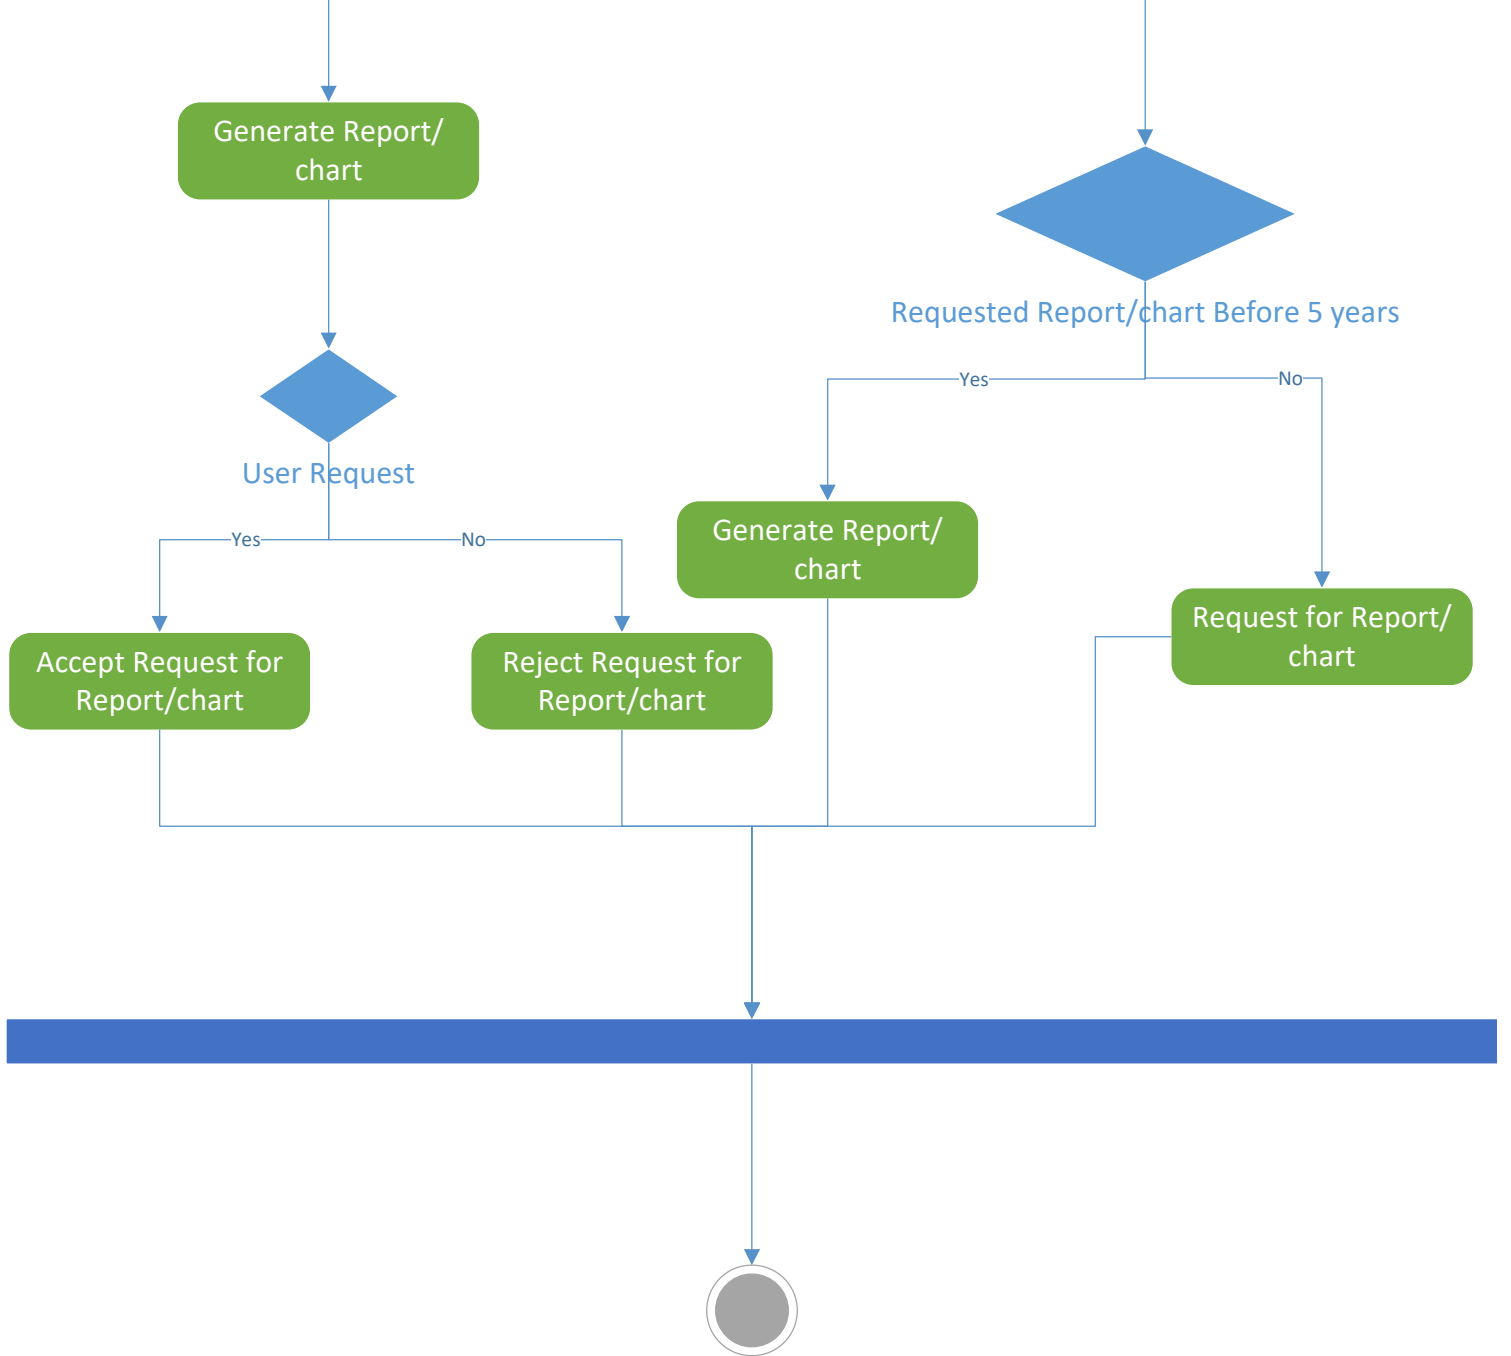 Generate Report/
chart
Requested Report/chart Before 5 years
Yes
No
User Request
Generate Report/
chart
Yes
No
Request for Report/
chart
Accept Request for
Report/chart
Reject Request for
Report/chart